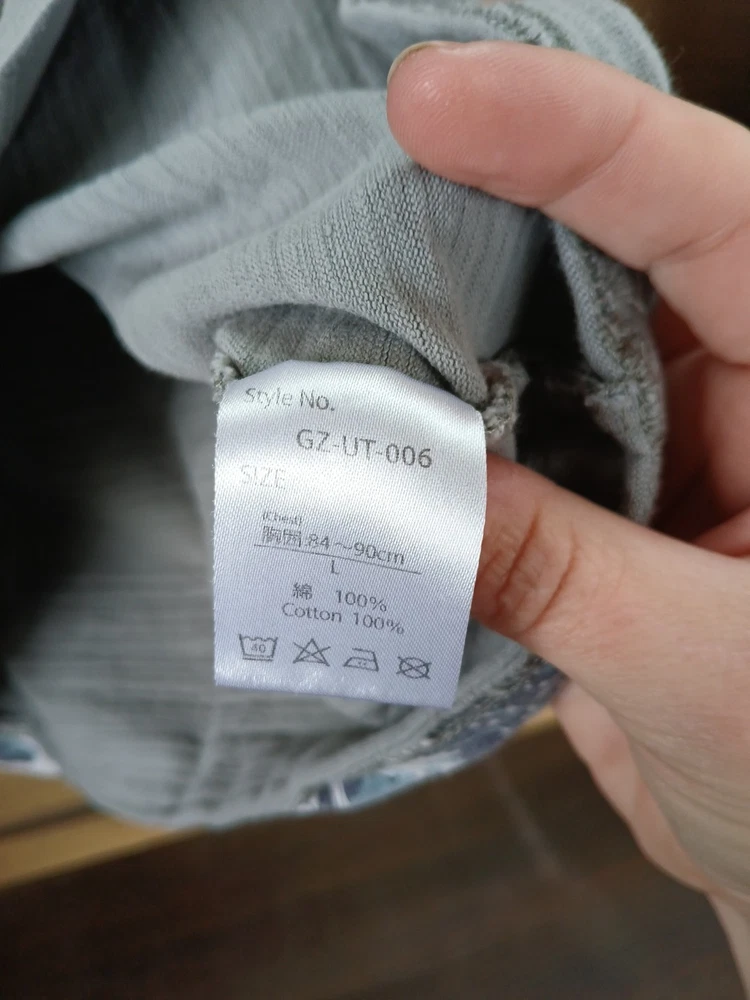 Style No.
GZ-UT-006
SIZE
(Chest)
胸囲:84～90cm
L
綿 100%
Cotton 100%
40